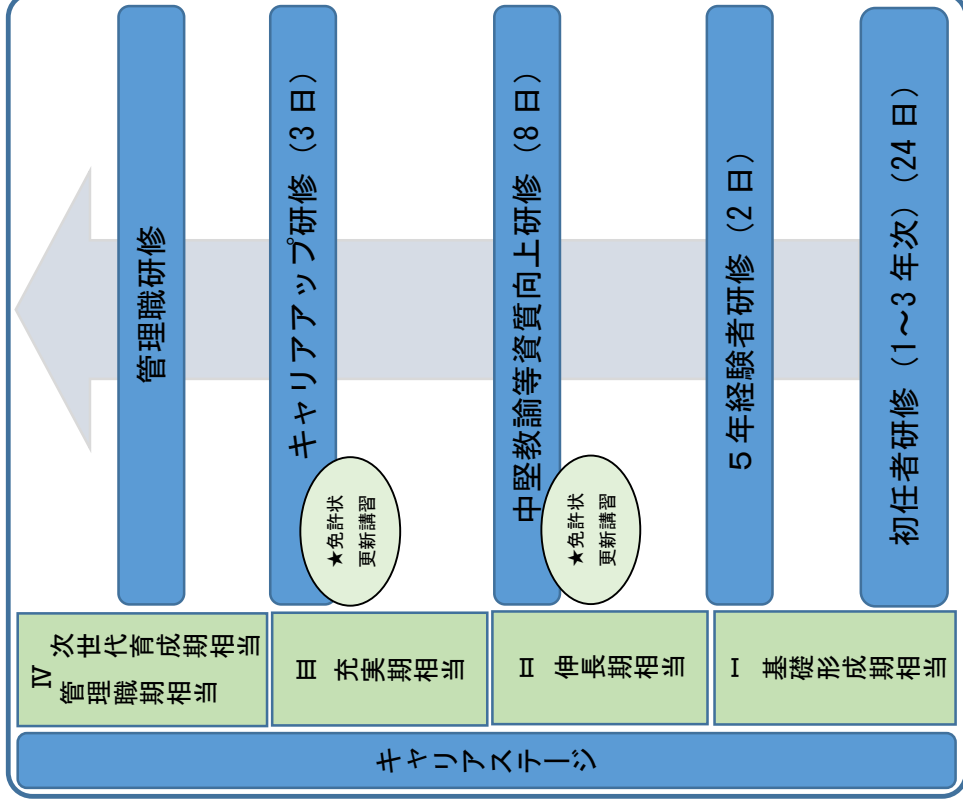 キャリアステージ
Ⅰ 基礎形成期相当
Ⅱ 伸長期相当
Ⅲ 充実期相当
Ⅳ 次世代育成期相当
管理職期相当
初任者研修(1～3年次)(24日)
5年経験者研修(2日)
中堅教諭等資質向上研修(8日)
★免許状
更新講習
キャリアアップ研修(3日)
★免許状
更新講習
管理職研修